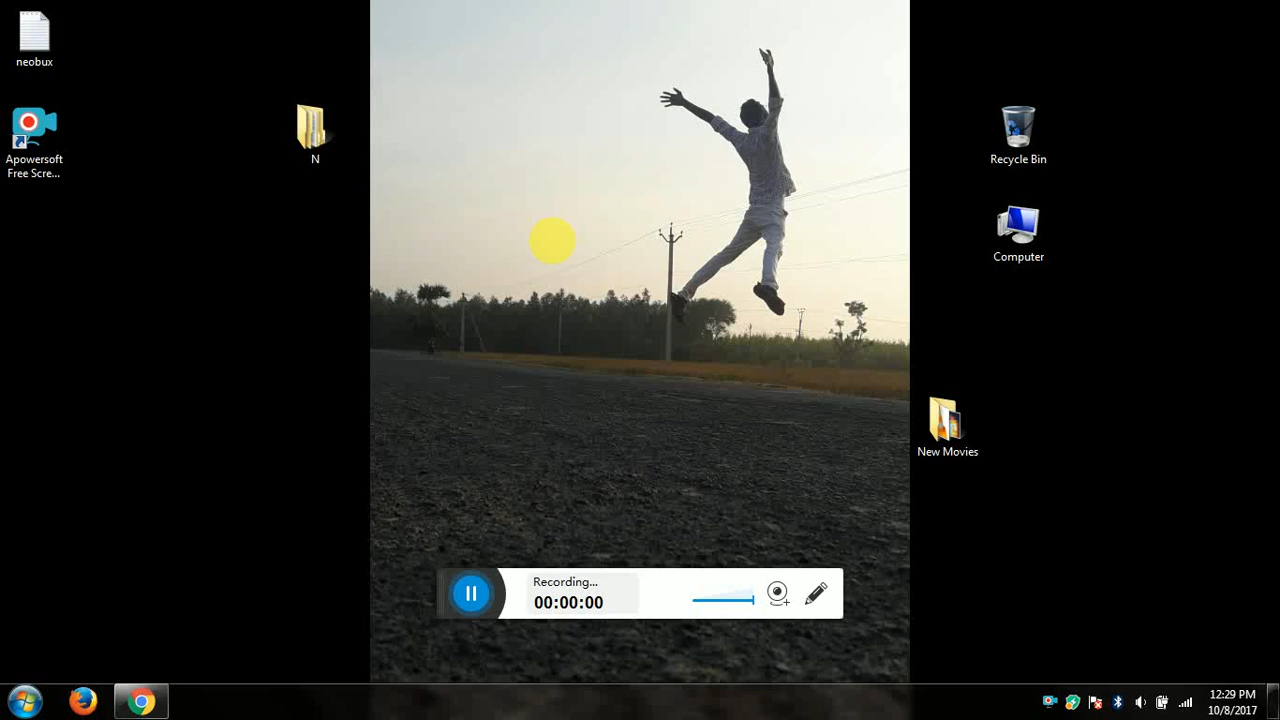 neobux
Apowersoft
Free Scre...
N
Recycle Bin
Computer
New Movies
Recording...
00:00:00
12:29 PM
10/8/2017